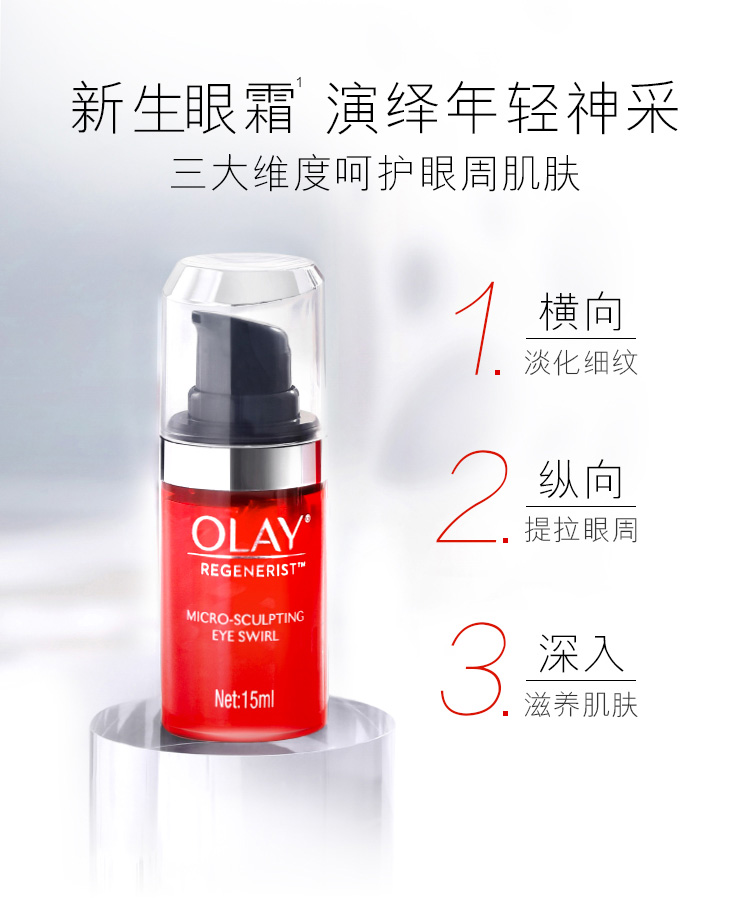 新生眼霜¹ 演绎年轻神采
三大维度呵护眼周肌肤
1. 横向
淡化细纹
2. 纵向
提拉眼周
3. 深入
滋养肌肤
OLAY®
REGENERIST™
MICRO-SCULPTING
EYE SWIRL
Net:15ml